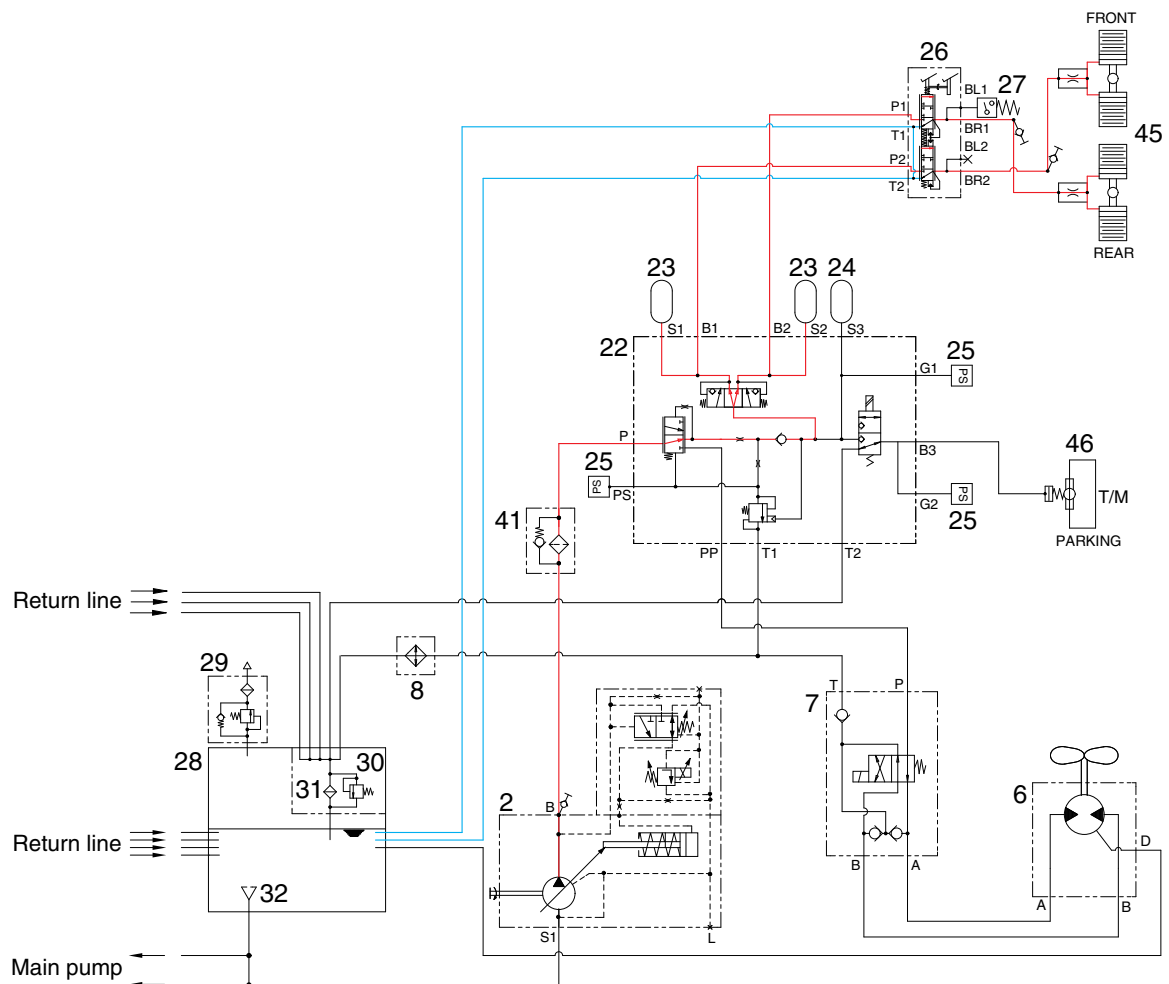 FRONT
26
BL1
27
P1
BR1
T1
BL2
45
P2
BR2
T2
REAR
23
23
24
S1
B1
B2
S2
S3
22
25
G1
PS
P
B3
46
25
PS
PS
G2
PS
25
T/M
PARKING
41
PP
T1
T2
Return line
29
8
T
P
7
28
30
31
2
B
6
Return line
D
B
A
A
B
32
S1
L
Main pump